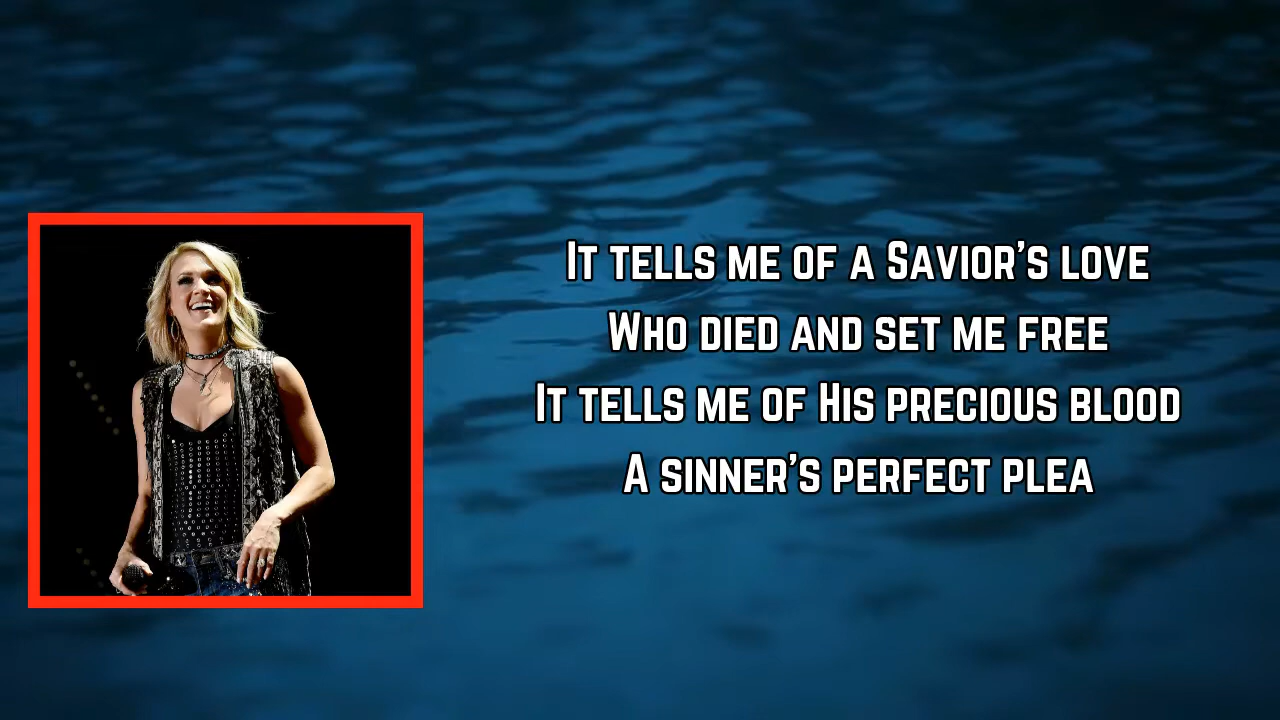 It tells me of a Savior’s love
Who died and set me free
It tells me of His precious blood
A sinner’s perfect plea